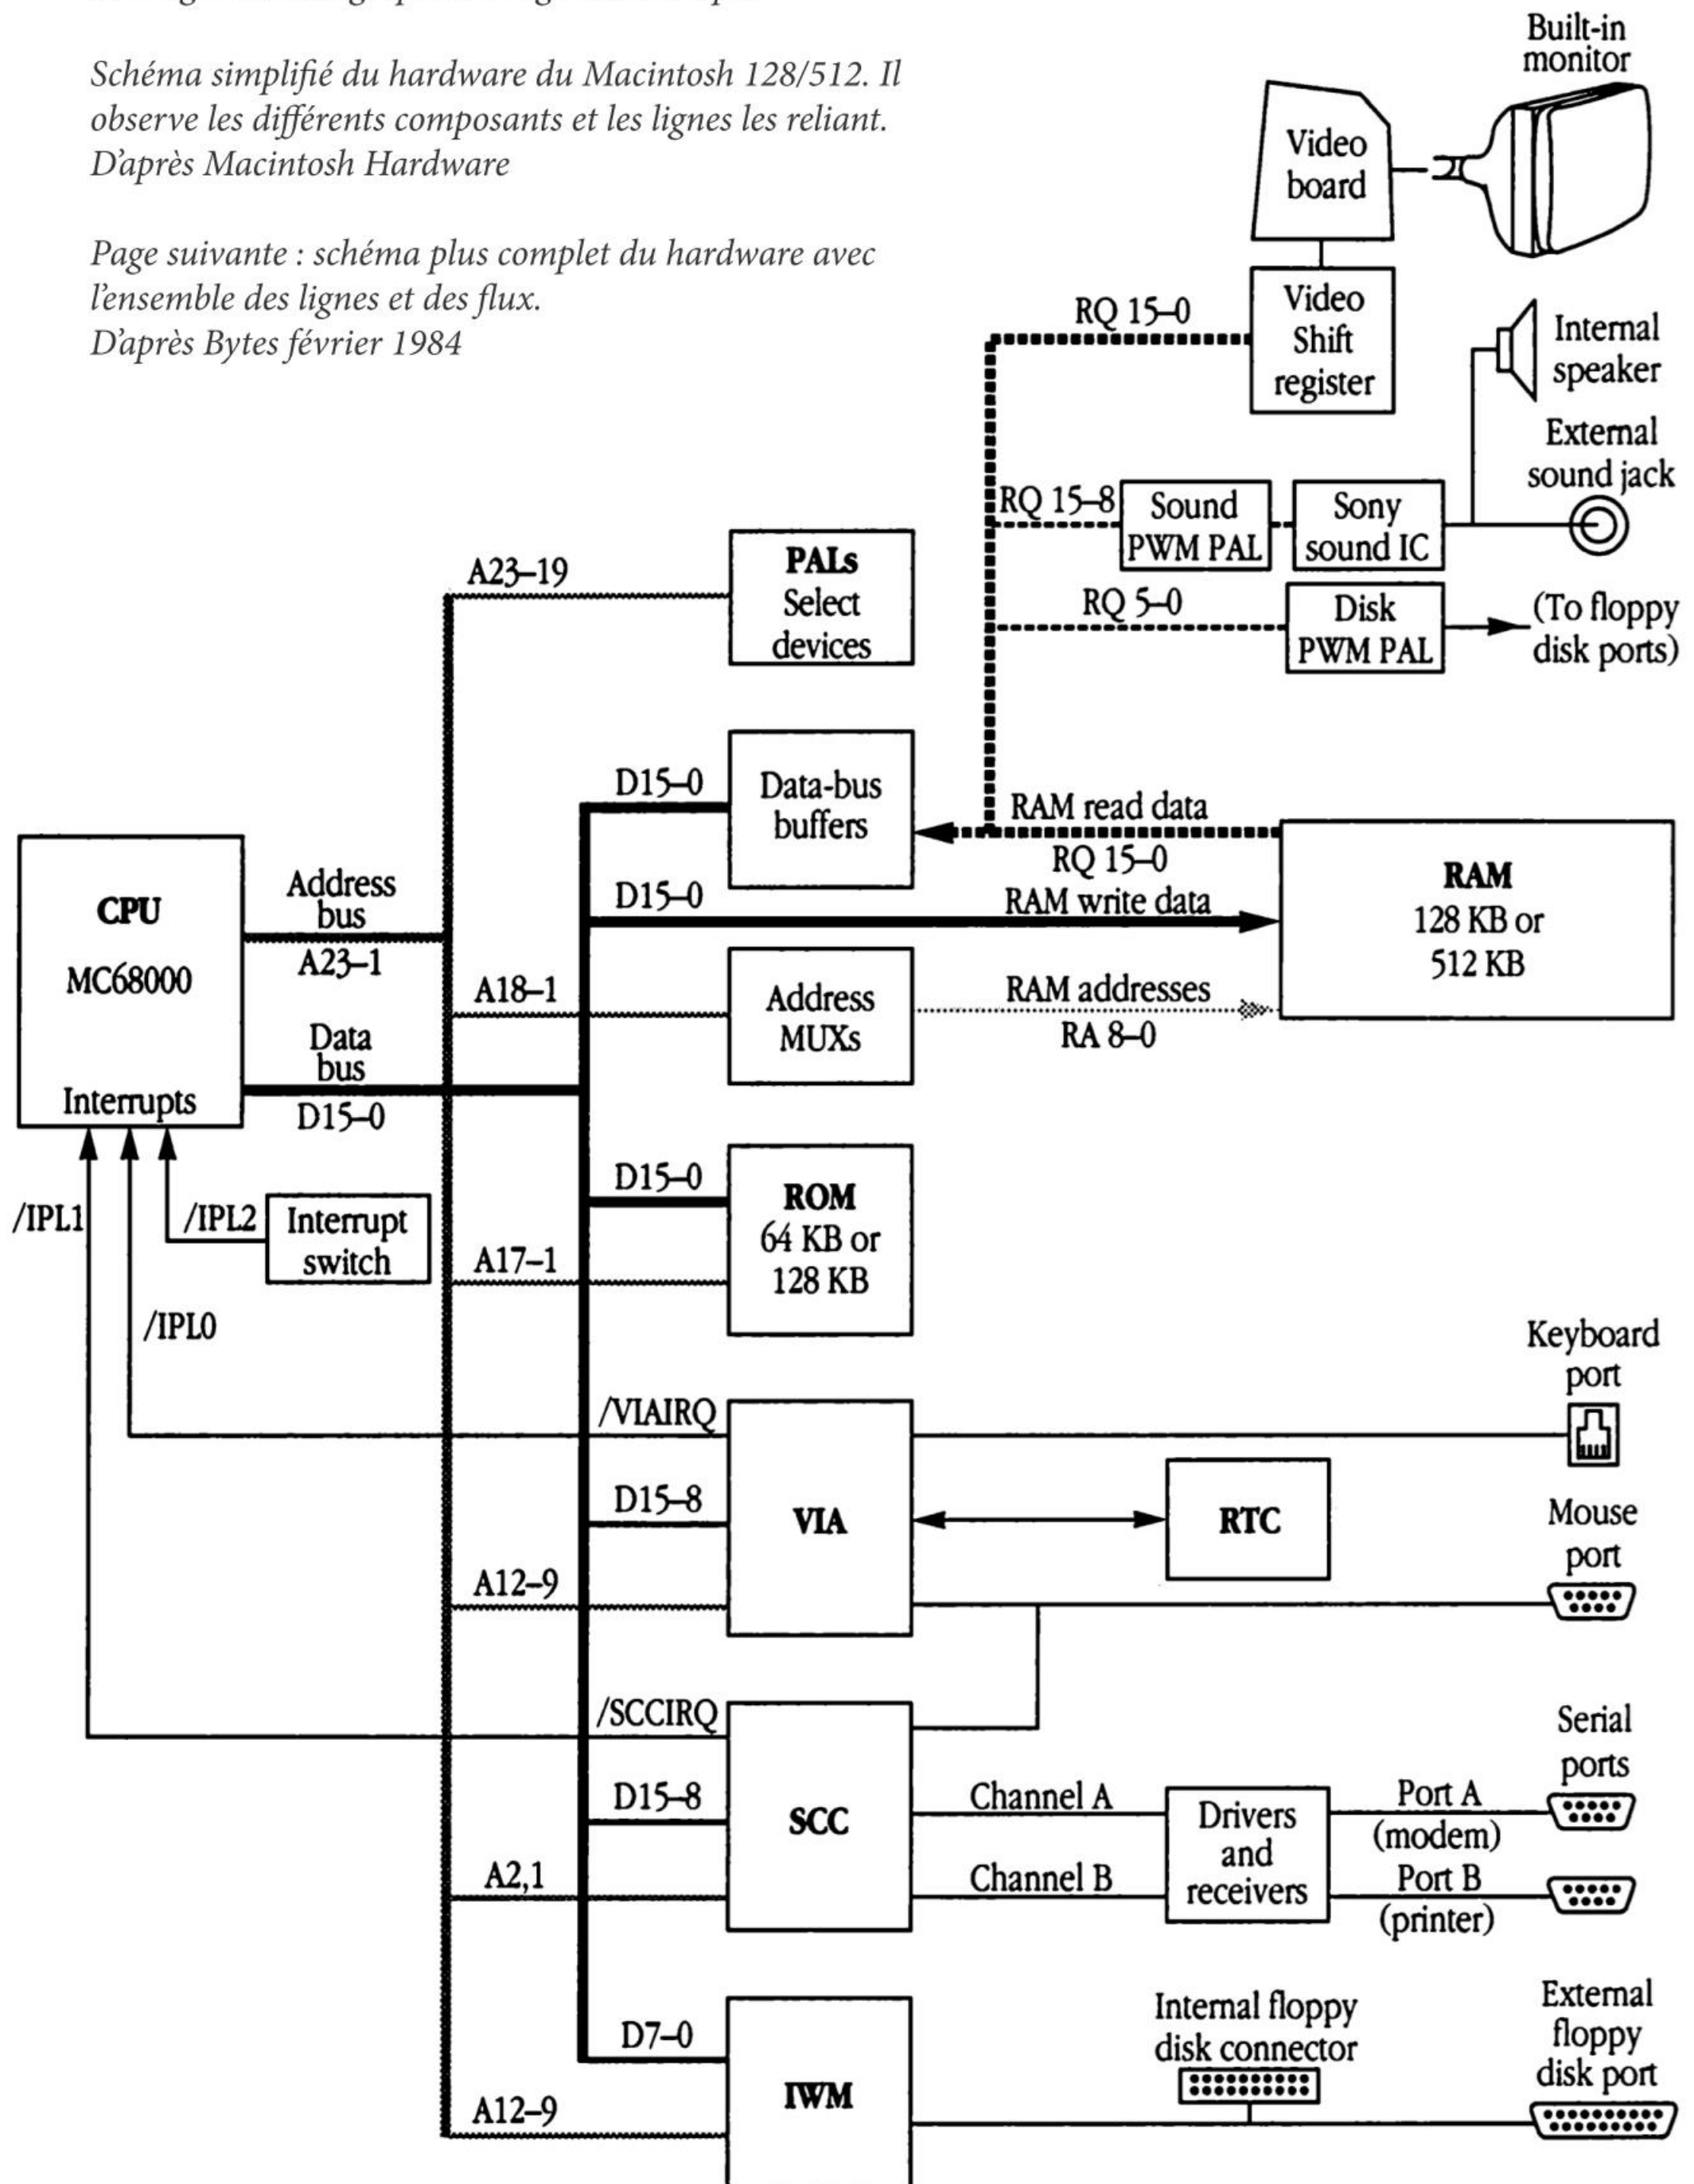 Schéma simplifié du hardware du Macintosh 128/512. Il
observe les différents composants et les lignes les reliant.
D'après Macintosh Hardware
Page suivante : schéma plus complet du hardware avec
l'ensemble des lignes et des flux.
D'après Bytes février 1984
Built-in
monitor
Video
board
Video
Shift
register
RQ 15–0
Internal
speaker
External
sound jack
RQ 15–8
Sound
PWM PAL
Sony
sound IC
RQ 5–0
Disk
PWM PAL
(To floppy
disk ports)
A23–19
PALs
Select
devices
D15–0
Data-bus
buffers
RAM read data
RQ 15–0
D15–0
RAM write data
RAM
128 KB or
512 KB
CPU
MC68000
Interrupts
Address
bus
A23–1
A18–1
Address
MUXs
RAM addresses
RA 8–0
Data
bus
D15–0
/IPL1
/IPL2
Interrupt
switch
/IPL0
D15–0
ROM
64 KB or
128 KB
A17–1
Keyboard
port
/VIAIRQ
D15–8
VIA
RTC
Mouse
port
A12–9
/SCCIRQ
D15–8
SCC
A2,1
Channel A
Channel B
Drivers
and
receivers
Serial
ports
Port A
(modem)
Port B
(printer)
D7–0
IWM
A12–9
Internal floppy
disk connector
External
floppy
disk port